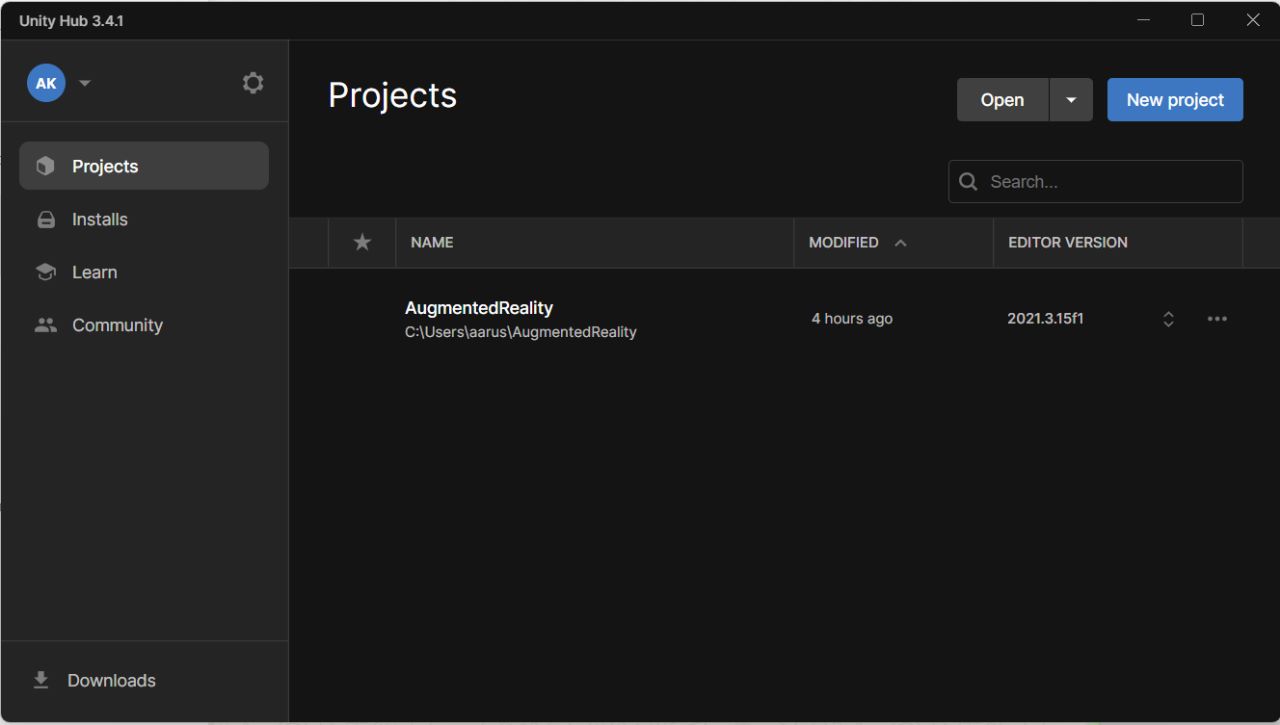 Unity Hub 3.4.1
AK
Projects
Installs
Learn
Community
Downloads
Projects
Open
New project
Search...
NAME MODIFIED EDITOR VERSION
AugmentedReality 4 hours ago 2021.3.15f1
C:\Users\aarus\AugmentedReality